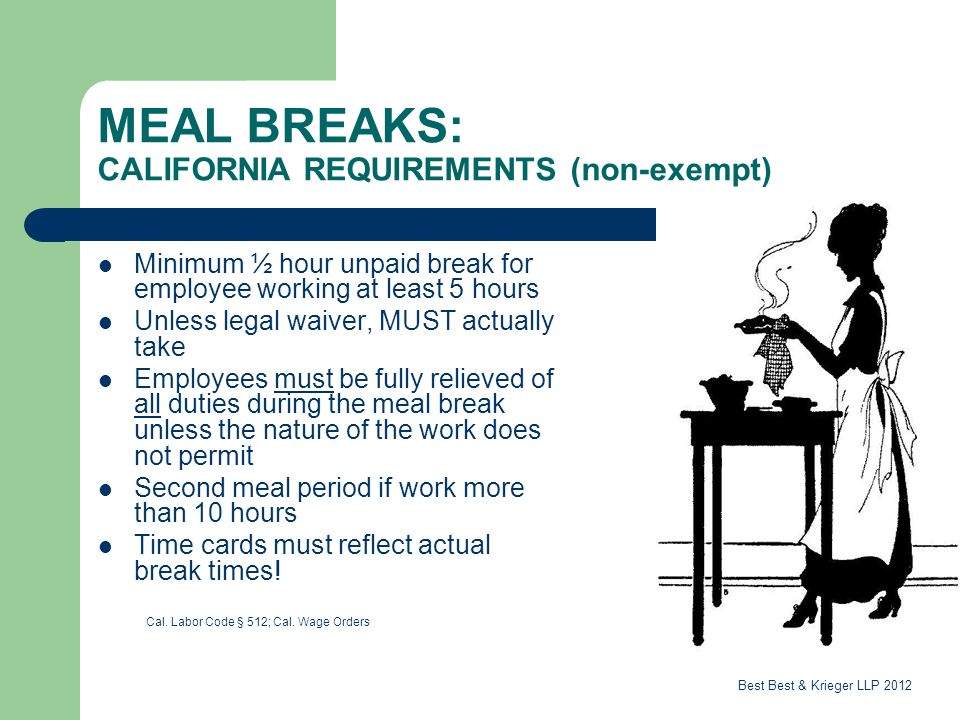 MEAL BREAKS:
CALIFORNIA REQUIREMENTS (non-exempt)
Minimum ½ hour unpaid break for
employee working at least 5 hours
Unless legal waiver, MUST actually
take
Employees must be fully relieved of
all duties during the meal break
unless the nature of the work does
not permit
Second meal period if work more
than 10 hours
Time cards must reflect actual
break times!
Cal. Labor Code § 512; Cal. Wage Orders
Best Best & Krieger LLP 2012